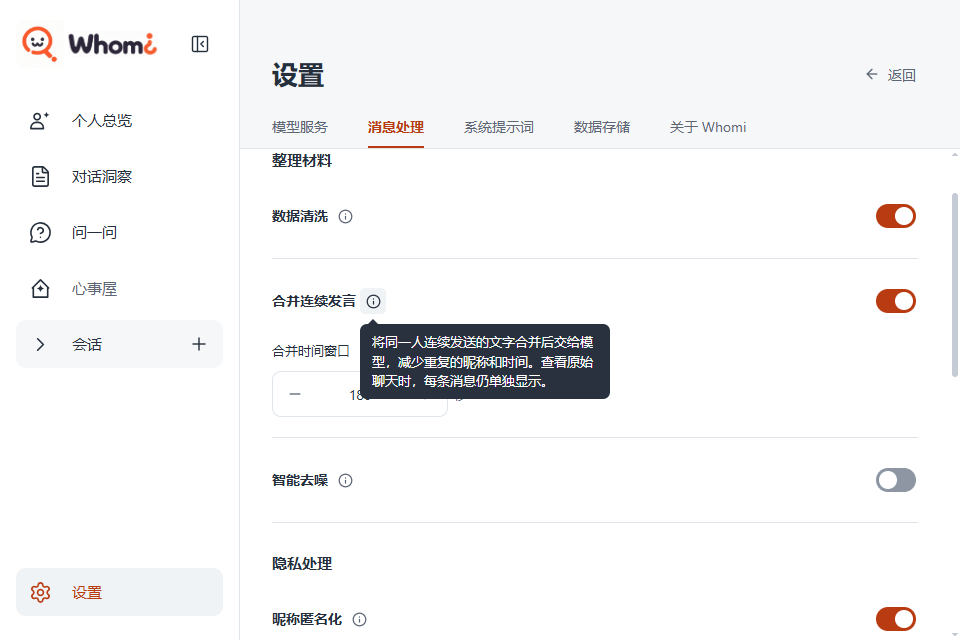 Whomi
个人总览
对话洞察
问一问
心事屋
会话
设置
设置
返回
模型服务
消息处理
系统提示词
数据存储
关于 Whomi
整理材料
数据清洗
合并连续发言
将同一人连续发送的文字合并后交给模
型，减少重复的昵称和时间。查看原始
聊天时，每条消息仍单独显示。
合并时间窗口
智能去噪
隐私处理
昵称匿名化